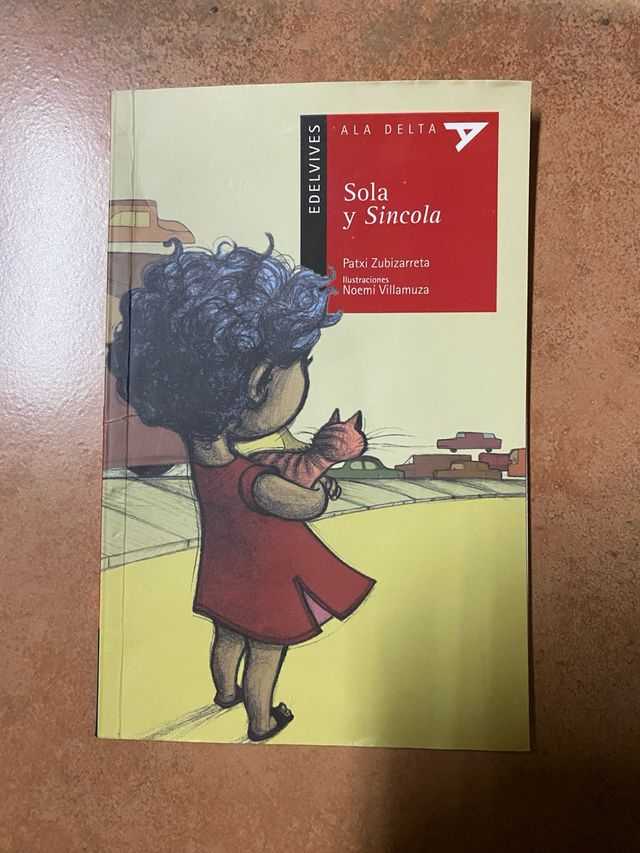 EDELVIVES
ALA DELTA
Sola
y Sincola
Patxi Zubizarreta
Ilustraciones
Noemí Villamuza